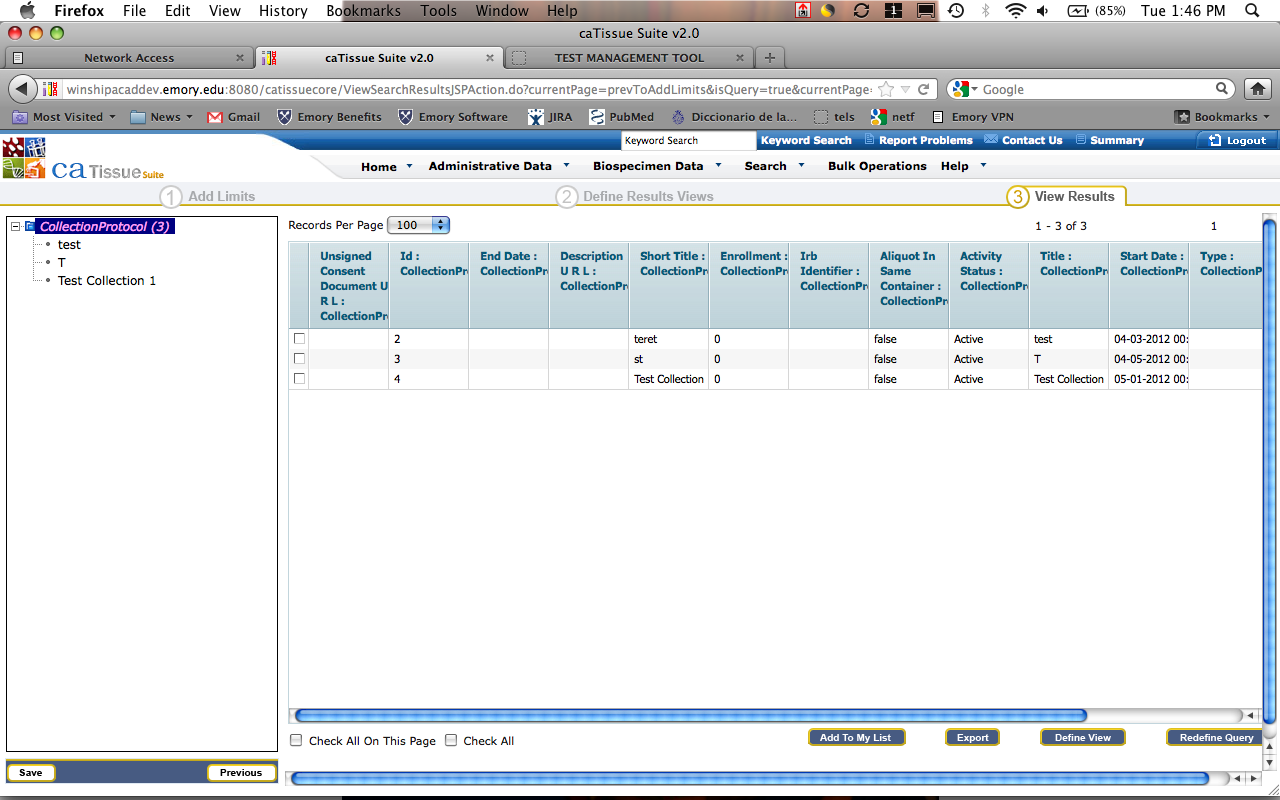 Firefox File Edit View History Bookmarks Tools Window Help (85%) Tue 1:46 PM
caTissue Suite v2.0
Network Access caTissue Suite v2.0 TEST MANAGEMENT TOOL
winshipcaddev.emory.edu:8080/catissuecore/ViewSearchResultsJSPAction.do?currentPage=prevToAddLimits&isQuery=true&currentPage= Google
Most Visited News Gmail Emory Benefits Emory Software JIRA PubMed Diccionario de la... tels netf Emory VPN Bookmarks
Keyword Search Keyword Search Report Problems Contact Us Summary Logout
caTissue Suite
Home Administrative Data Biospecimen Data Search Bulk Operations Help
1 Add Limits 2 Define Results Views 3 View Results
CollectionProtocol (3)
test
T
Test Collection 1
Records Per Page 100 1 - 3 of 3 1
Unsigned Id : End Date : Description Short Title : Enrollment : Irb Aliquot In Activity Title : Start Date : Type :
Consent CollectionPr CollectionPr U R L : CollectionPr CollectionPr Identifier : Same Status : CollectionPr CollectionPr CollectionP
Document U CollectionPr CollectionPr Container : CollectionPr
R L : CollectionPr
CollectionPr
2 teret 0 false Active test 04-03-2012 00:
3 st 0 false Active T 04-05-2012 00:
4 Test Collection 0 false Active Test Collection 05-01-2012 00:
Check All On This Page Check All Add To My List Export Define View Redefine Query
Save Previous